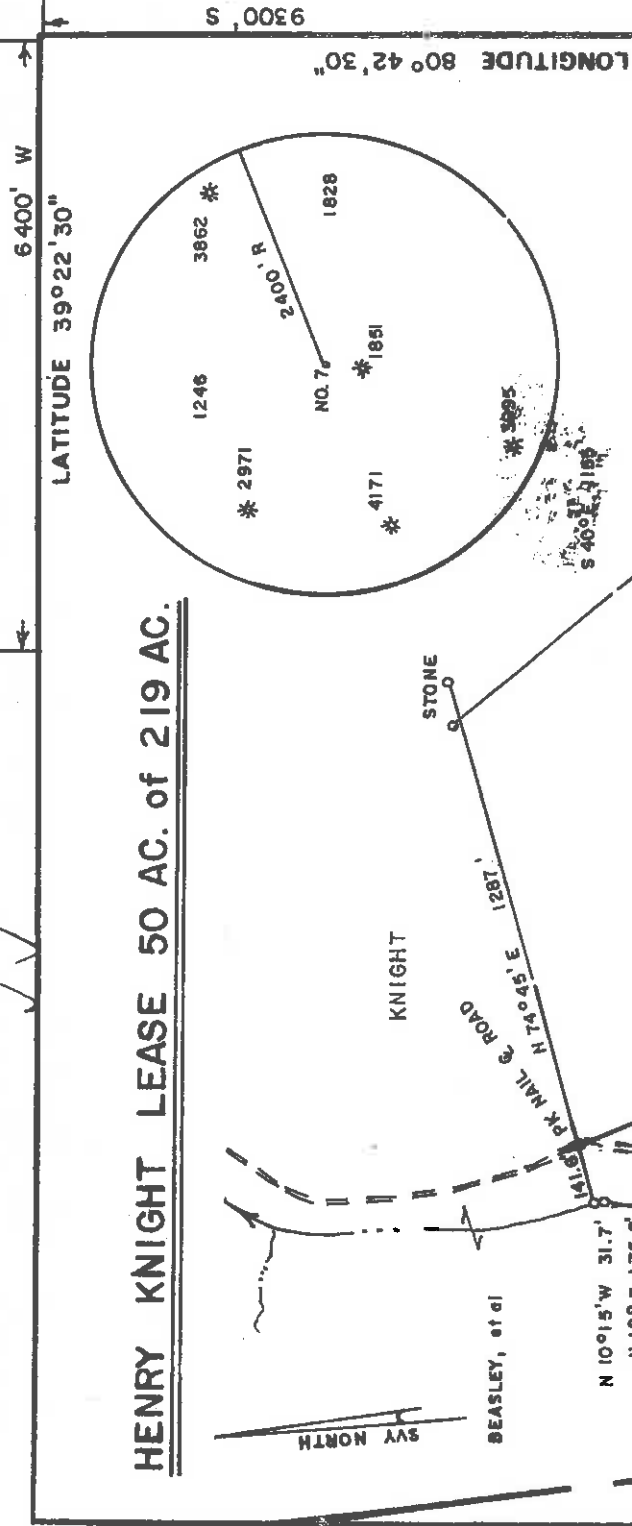 9300' S
6400' W
LATITUDE 39°22'30"
LONGITUDE 80°42'30"
HENRY KNIGHT LEASE 50 AC. of 219 AC.
3862
1828
2400' R
1246
NO. 7
1851
2971
4171
3095
S 40° E
STONE
KNIGHT
N 74°45' E 1287'
PK NAIL ℄ ROAD
BEASLEY, et al
SVY NORTH
N 10°15'W 31.7'